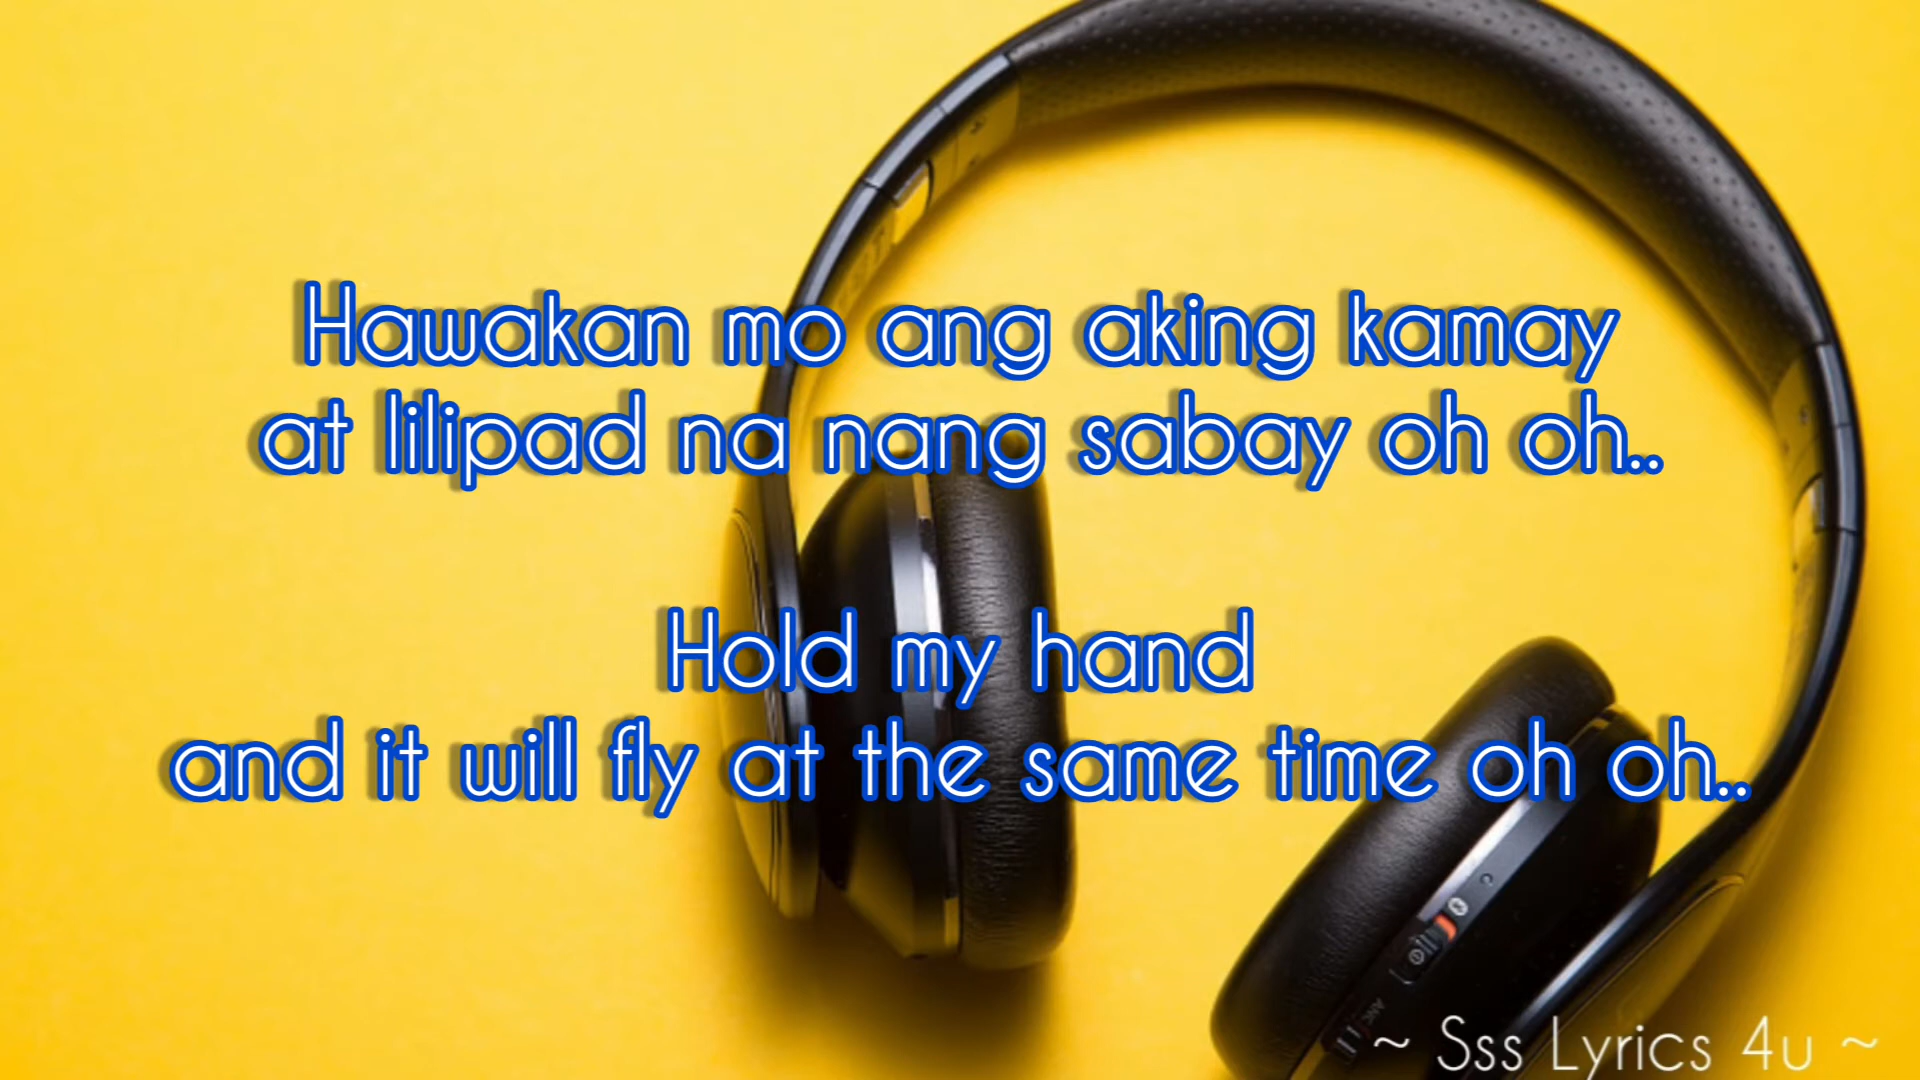 Hawakan mo ang aking kamay
at lilipad na nang sabay oh oh..
Hold my hand
and it will fly at the same time oh oh..
~ Sss Lyrics 4u ~